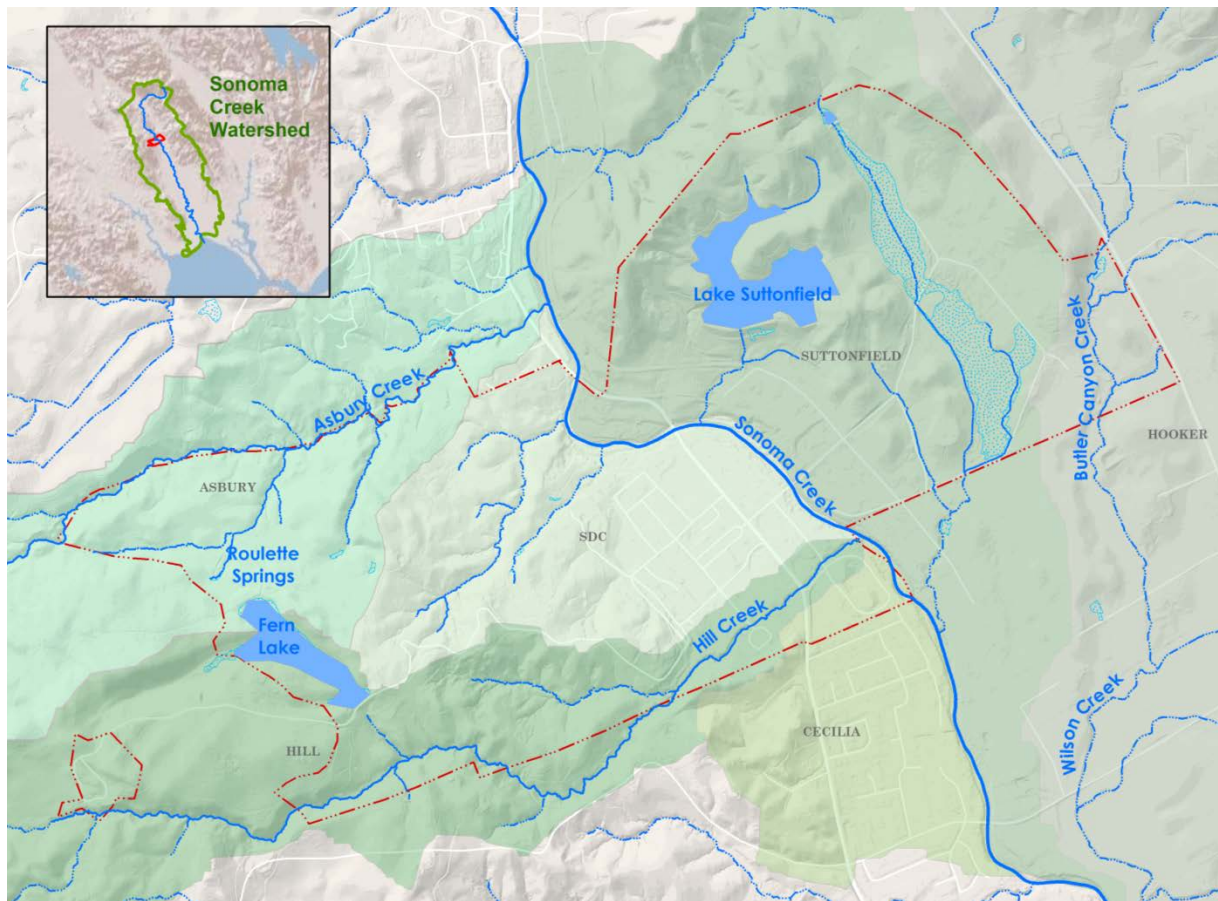 Sonoma
Creek
Watershed
Lake Suttonfield
SUTTONFIELD
Butler Canyon Creek
HOOKER
Asbury Creek
Sonoma Creek
ASBURY
SDC
Roulette
Springs
Fern
Lake
Hill Creek
HILL
CECILIA
Wilson Creek